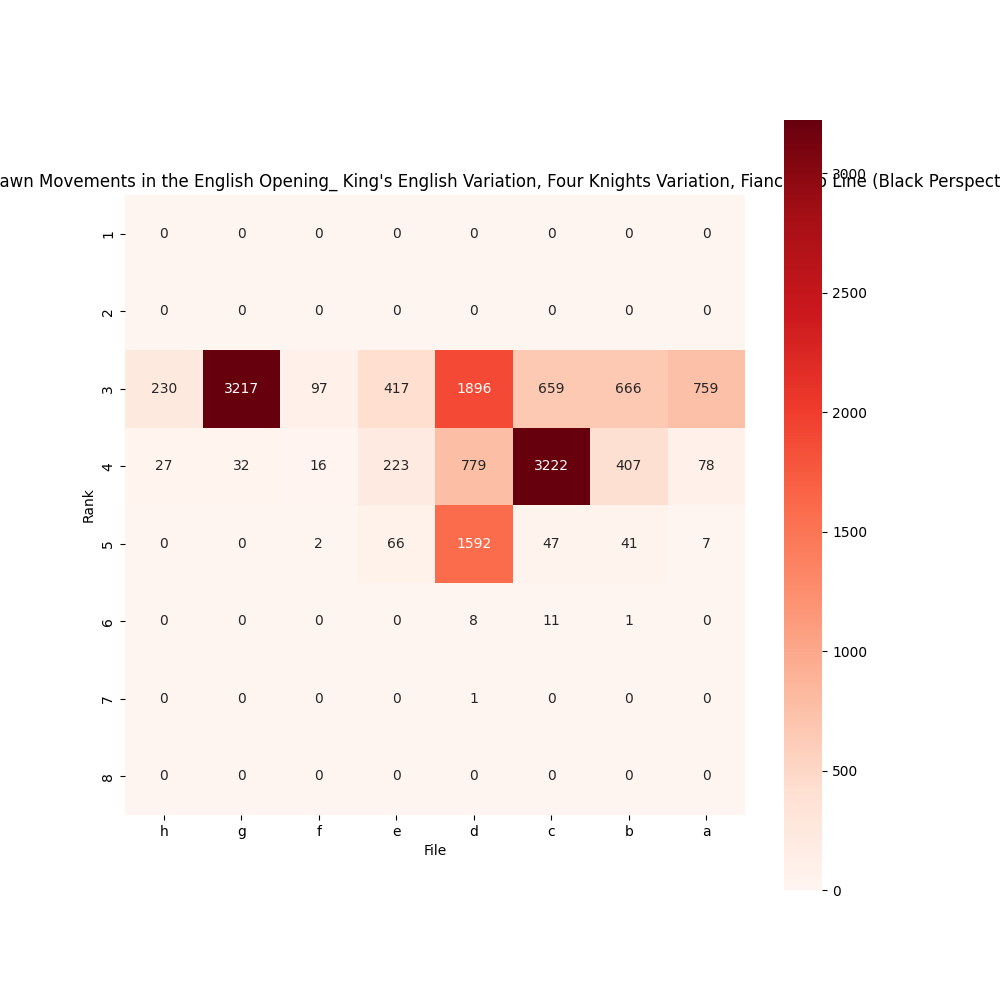 awn Movements in the English Opening_ King's English Variation, Four Knights Variation, Fianc o Line (Black Perspect
1 0 0 0 0 0 0 0 0
2 0 0 0 0 0 0 0 0
3 230 3217 97 417 1896 659 666 759
4 27 32 16 223 779 3222 407 78
5 0 0 2 66 1592 47 41 7
6 0 0 0 0 8 11 1 0
7 0 0 0 0 1 0 0 0
8 0 0 0 0 0 0 0 0
h g f e d c b a
File
Rank
3000
2500
2000
1500
1000
500
0